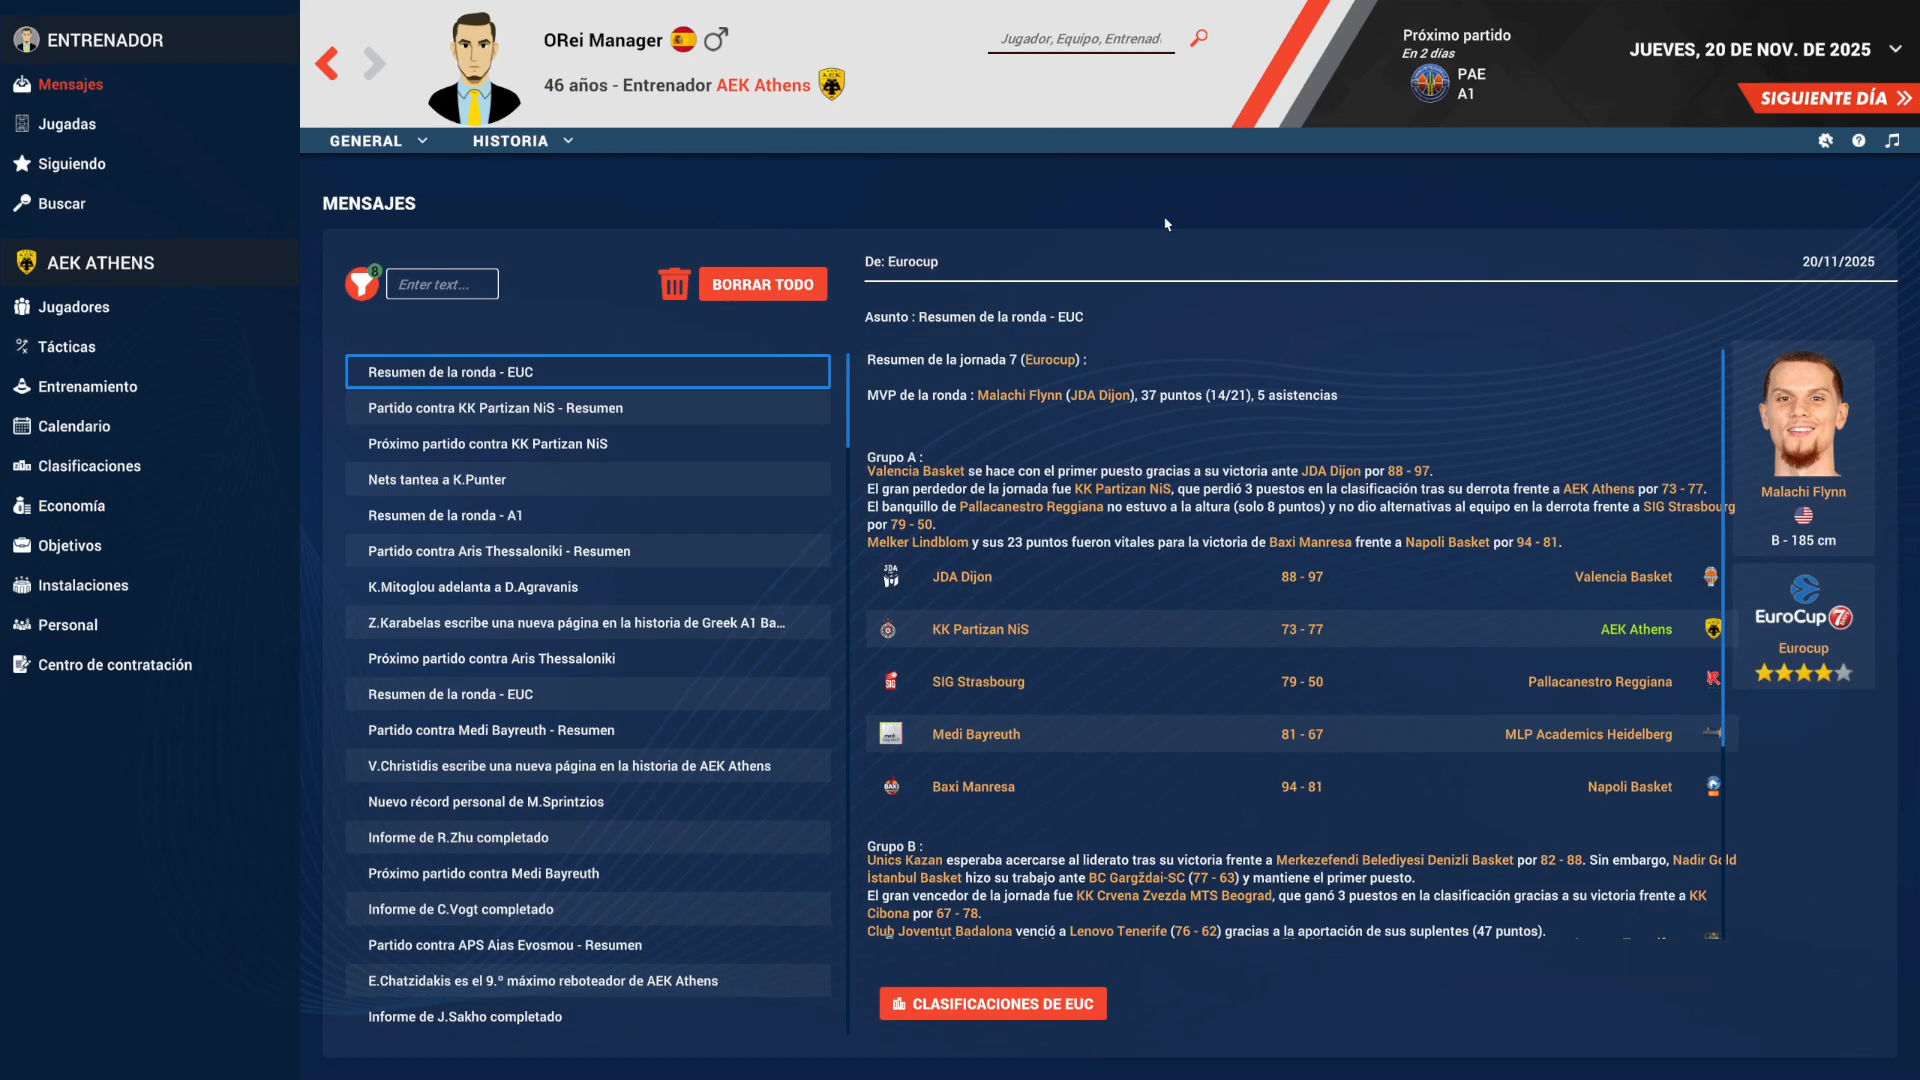 ENTRENADOR
Mensajes
Jugadas
Siguiendo
Buscar
AEK ATHENS
Jugadores
Tácticas
Entrenamiento
Calendario
Clasificaciones
Economía
Objetivos
Instalaciones
Personal
Centro de contratación
ORei Manager
46 años - Entrenador AEK Athens
Jugador, Equipo, Entrenad
Próximo partido
En 2 días
PAE
A1
JUEVES, 20 DE NOV. DE 2025
SIGUIENTE DÍA
GENERAL
HISTORIA
MENSAJES
8
Enter text...
BORRAR TODO
Resumen de la ronda - EUC
Partido contra KK Partizan NiS - Resumen
Próximo partido contra KK Partizan NiS
Nets tantea a K.Punter
Resumen de la ronda - A1
Partido contra Aris Thessaloniki - Resumen
K.Mitoglou adelanta a D.Agravanis
Z.Karabelas escribe una nueva página en la historia de Greek A1 Ba...
Próximo partido contra Aris Thessaloniki
Resumen de la ronda - EUC
Partido contra Medi Bayreuth - Resumen
V.Christidis escribe una nueva página en la historia de AEK Athens
Nuevo récord personal de M.Sprintzios
Informe de R.Zhu completado
Próximo partido contra Medi Bayreuth
Informe de C.Vogt completado
Partido contra APS Aias Evosmou - Resumen
E.Chatzidakis es el 9.º máximo reboteador de AEK Athens
Informe de J.Sakho completado
De: Eurocup
20/11/2025
Asunto : Resumen de la ronda - EUC
Resumen de la jornada 7 (Eurocup) :
MVP de la ronda : Malachi Flynn (JDA Dijon), 37 puntos (14/21), 5 asistencias
Grupo A :
Valencia Basket se hace con el primer puesto gracias a su victoria ante JDA Dijon por 88 - 97.
El gran perdedor de la jornada fue KK Partizan NiS, que perdió 3 puestos en la clasificación tras su derrota frente a AEK Athens por 73 - 77.
El banquillo de Pallacanestro Reggiana no estuvo a la altura (solo 8 puntos) y no dio alternativas al equipo en la derrota frente a SIG Strasbourg
por 79 - 50.
Melker Lindblom y sus 23 puntos fueron vitales para la victoria de Baxi Manresa frente a Napoli Basket por 94 - 81.
JDA Dijon 88 - 97 Valencia Basket
KK Partizan NiS 73 - 77 AEK Athens
SIG Strasbourg 79 - 50 Pallacanestro Reggiana
Medi Bayreuth 81 - 67 MLP Academics Heidelberg
Baxi Manresa 94 - 81 Napoli Basket
Grupo B :
Unics Kazan esperaba acercarse al liderato tras su victoria frente a Merkezefendi Belediyesi Denizli Basket por 82 - 88. Sin embargo, Nadir Gold
İstanbul Basket hizo su trabajo ante BC Gargždai-SC (77 - 63) y mantiene el primer puesto.
El gran vencedor de la jornada fue KK Crvena Zvezda MTS Beograd, que ganó 3 puestos en la clasificación gracias a su victoria frente a KK
Cibona por 67 - 78.
Club Joventut Badalona venció a Lenovo Tenerife (76 - 62) gracias a la aportación de sus suplentes (47 puntos).
CLASIFICACIONES DE EUC
Malachi Flynn
B - 185 cm
EuroCup
Eurocup